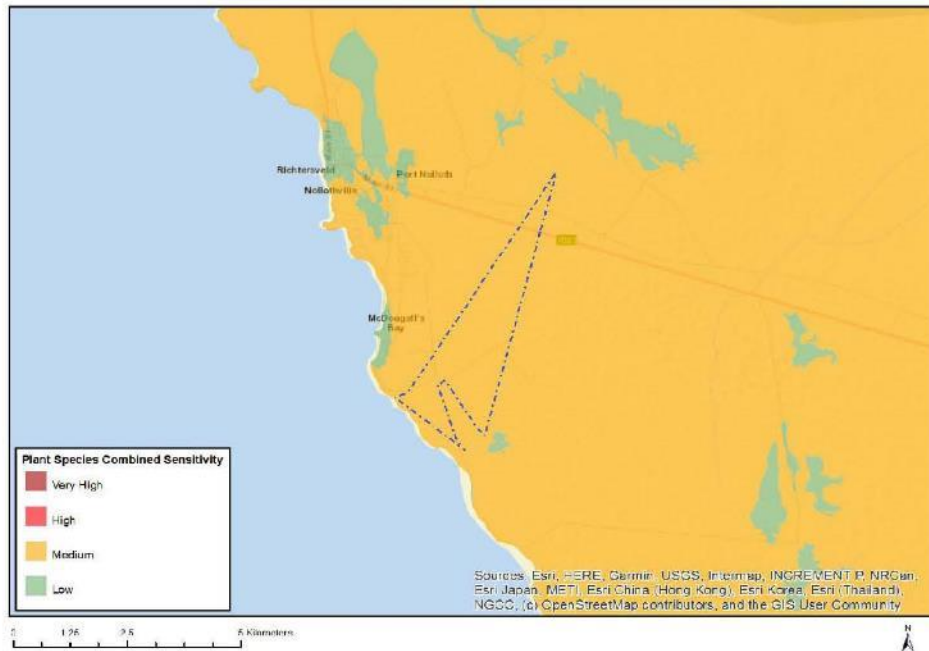 Richtersveld
Port Nolloth
Nollothville
McDougall's
Bay
Plant Species Combined Sensitivity
Very High
High
Medium
Low
Sources: Esri, HERE, Garmin, USGS, Intermap, INCREMENT P, NRCan,
Esri Japan, METI, Esri China (Hong Kong), Esri Korea, Esri (Thailand),
NGCC, (c) OpenStreetMap contributors, and the GIS User Community
0 1.25 2.5 5 Kilometers
N